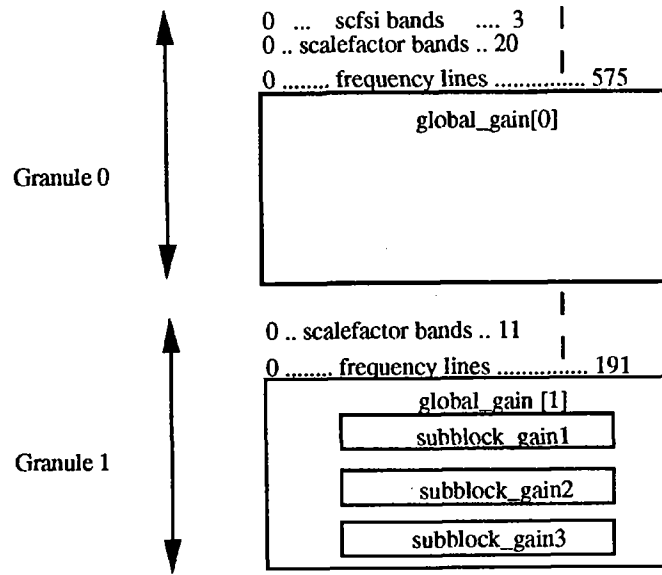 0 ... scfsi bands .... 3
0 .. scalefactor bands .. 20
0 ........ frequency lines ............... 575
global_gain[0]
Granule 0
0 .. scalefactor bands .. 11
0 ........ frequency lines ............... 191
global_gain [1]
subblock_gain1
Granule 1
subblock_gain2
subblock_gain3